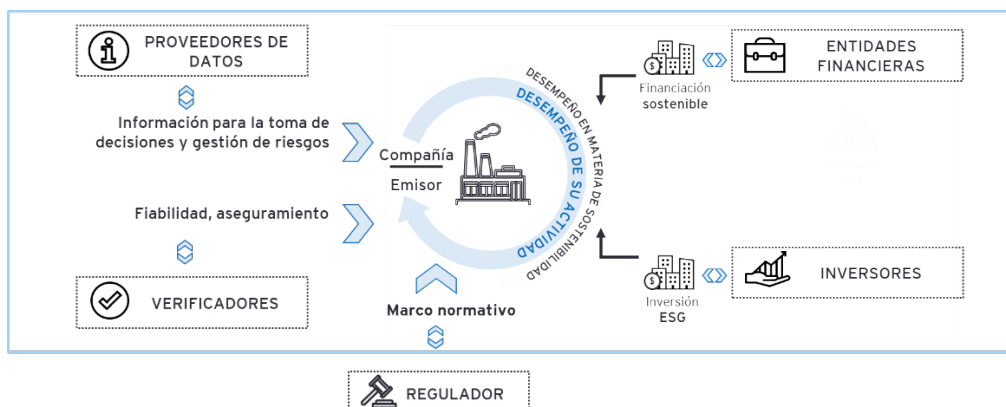 PROVEEDORES DE
DATOS
Información para la toma de
decisiones y gestión de riesgos
Fiabilidad, aseguramiento
VERIFICADORES
Compañía
Emisor
DESEMPEÑO EN MATERIA DE SOSTENIBILIDAD
DESEMPEÑO DE SU ACTIVIDAD
Marco normativo
REGULADOR
Financiación
sostenible
ENTIDADES
FINANCIERAS
Inversión
ESG
INVERSORES